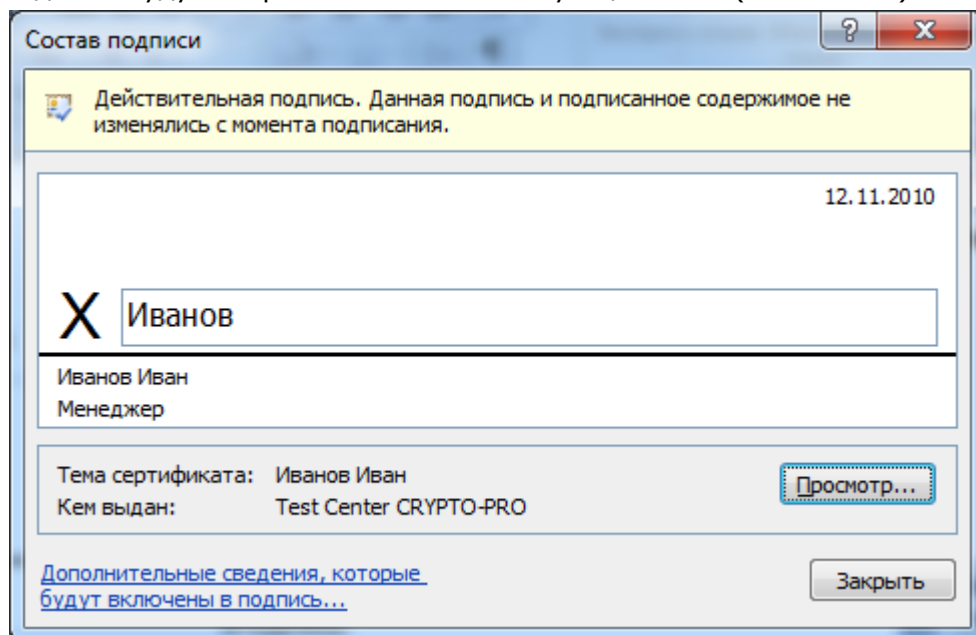 Состав подписи
Действительная подпись. Данная подпись и подписанное содержимое не
изменялись с момента подписания.
12.11.2010
X Иванов
Иванов Иван
Менеджер
Тема сертификата: Иванов Иван
Просмотр...
Кем выдан: Test Center CRYPTO-PRO
Дополнительные сведения, которые
будут включены в подпись...
Закрыть